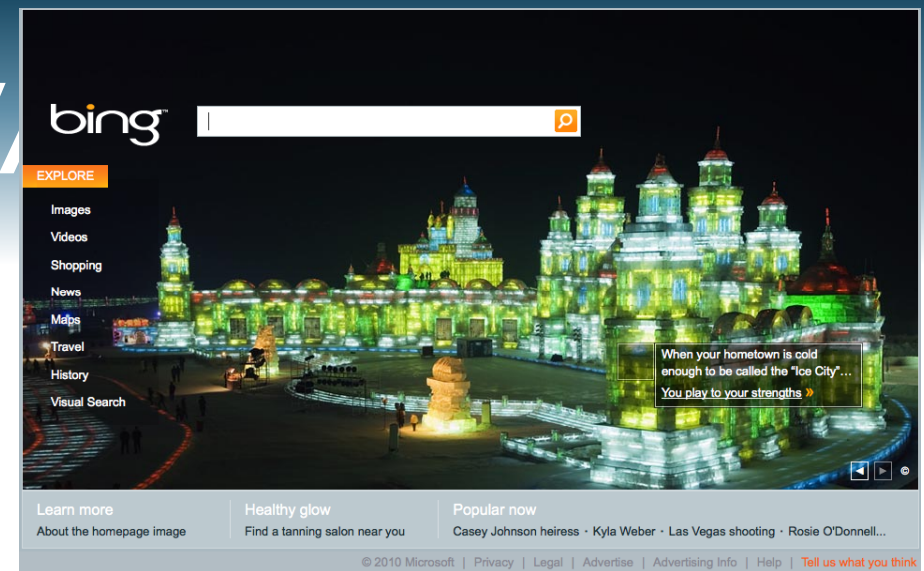 bing™
EXPLORE
Images
Videos
Shopping
News
Maps
Travel
History
Visual Search
When your hometown is cold
enough to be called the “Ice City”...
You play to your strengths »
©
Learn more
About the homepage image
Healthy glow
Find a tanning salon near you
Popular now
Casey Johnson heiress · Kyla Weber · Las Vegas shooting · Rosie O'Donnell...
© 2010 Microsoft | Privacy | Legal | Advertise | Advertising Info | Help | Tell us what you think